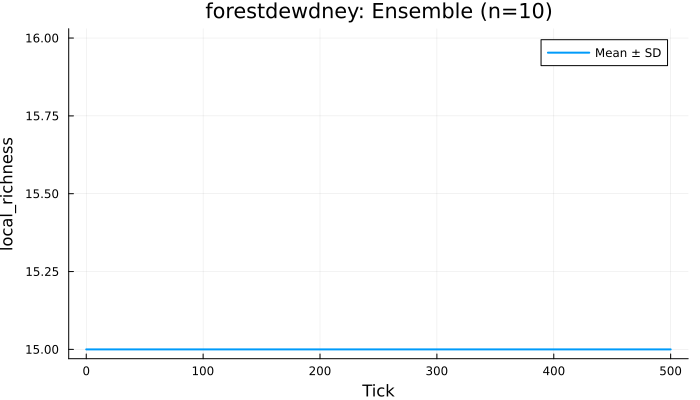 forestdewdney: Ensemble (n=10)
16.00
15.75
15.50
15.25
15.00
local_richness
Mean ± SD
0 100 200 300 400 500
Tick